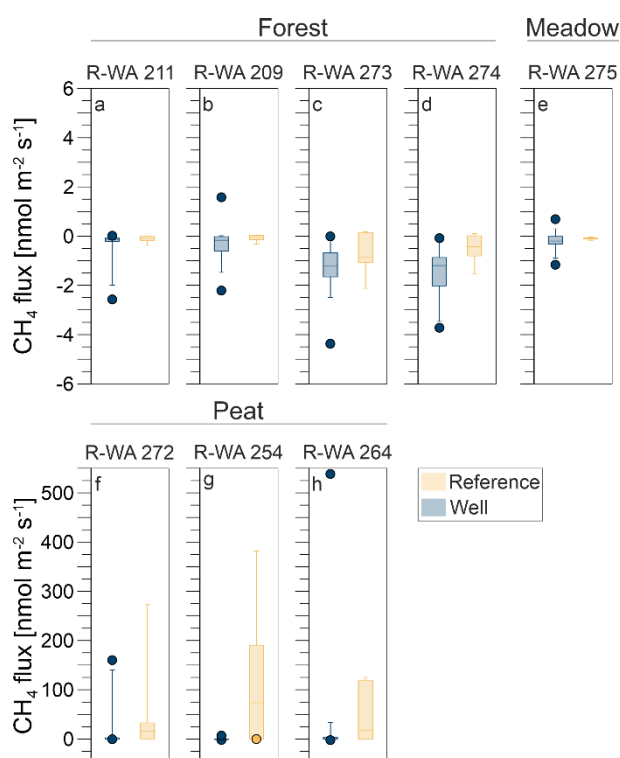 Forest Meadow
R-WA 211 R-WA 209 R-WA 273 R-WA 274 R-WA 275
a b c d e
6
4
2
0
-2
-4
-6
CH₄ flux [nmol m⁻² s⁻¹]
Peat
R-WA 272 R-WA 254 R-WA 264
f g h
500
400
300
200
100
0
CH₄ flux [nmol m⁻² s⁻¹]
Reference
Well